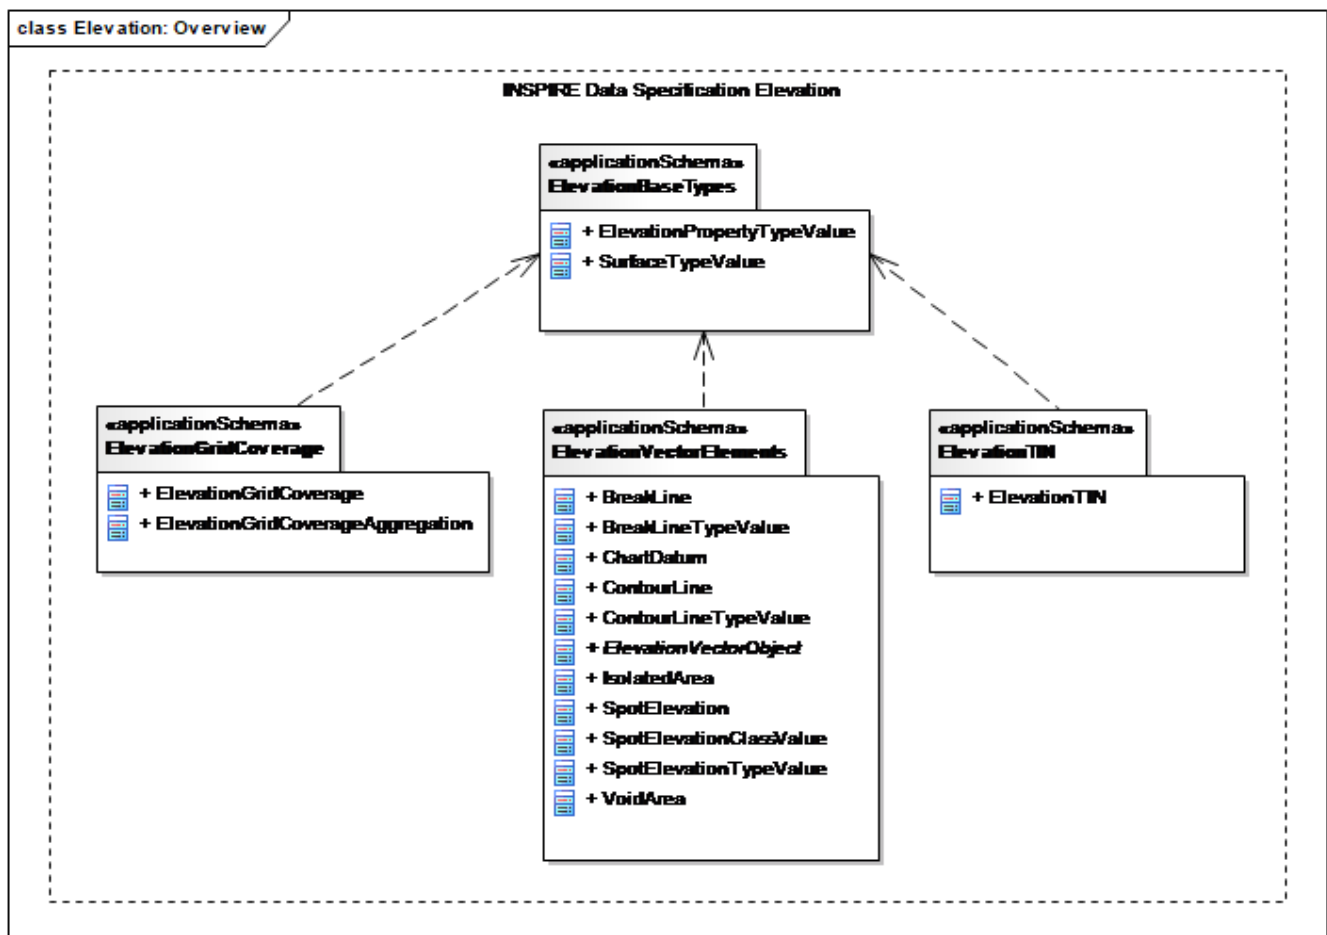 class Elevation: Overview
INSPIRE Data Specification Elevation
«applicationSchema»
ElevationBaseTypes
+ ElevationPropertyTypeValue
+ SurfaceTypeValue
«applicationSchema»
ElevationGridCoverage
+ ElevationGridCoverage
+ ElevationGridCoverageAggregation
«applicationSchema»
ElevationVectorElements
+ BreakLine
+ BreakLineTypeValue
+ ChartDatum
+ ContourLine
+ ContourLineTypeValue
+ ElevationVectorObject
+ IsolatedArea
+ SpotElevation
+ SpotElevationClassValue
+ SpotElevationTypeValue
+ VoidArea
«applicationSchema»
ElevationTIN
+ ElevationTIN